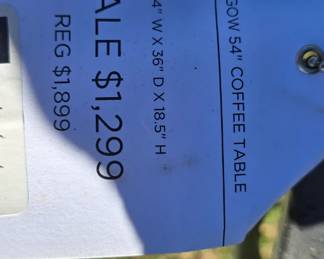 GOW 54" COFFEE TABLE
4" W X 36" D X 18.5" H
ALE $1,299
REG $1,899